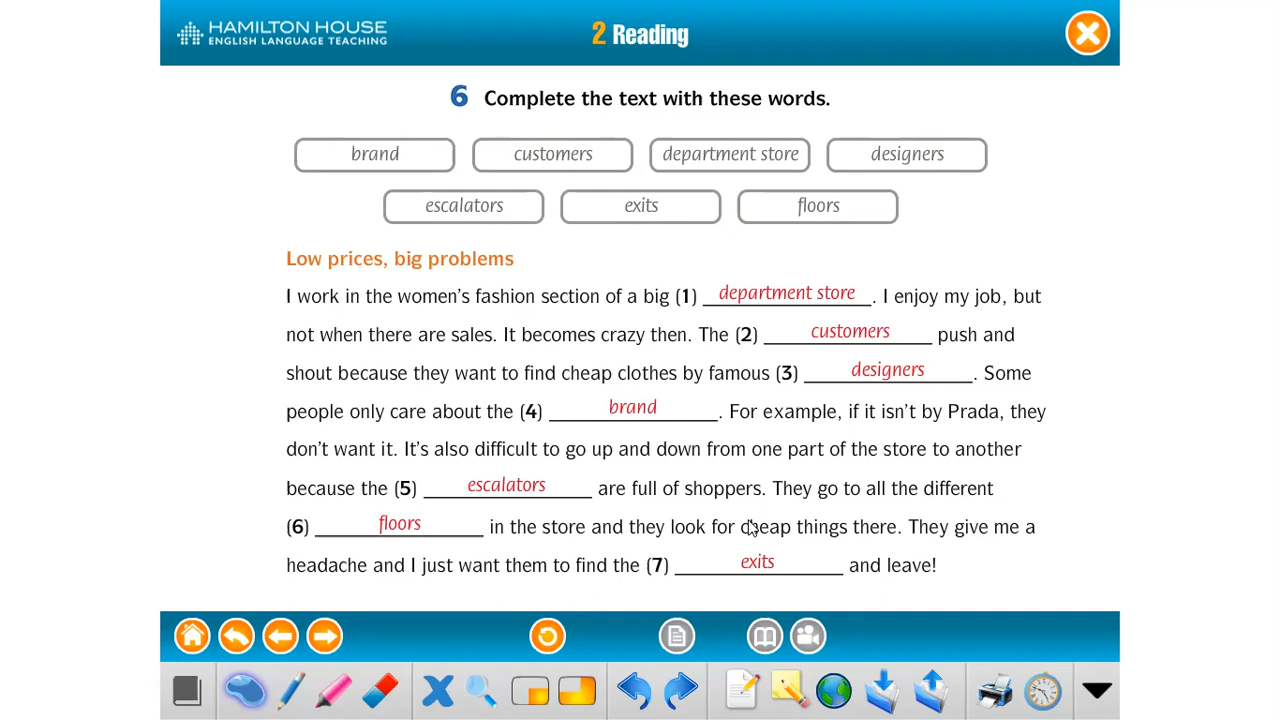 HAMILTON HOUSE
ENGLISH LANGUAGE TEACHING
2 Reading
6 Complete the text with these words.
brand customers department store designers
escalators exits floors
Low prices, big problems
I work in the women's fashion section of a big (1) department store. I enjoy my job, but
not when there are sales. It becomes crazy then. The (2) customers push and
shout because they want to find cheap clothes by famous (3) designers. Some
people only care about the (4) brand. For example, if it isn't by Prada, they
don't want it. It's also difficult to go up and down from one part of the store to another
because the (5) escalators are full of shoppers. They go to all the different
(6) floors in the store and they look for cheap things there. They give me a
headache and I just want them to find the (7) exits and leave!